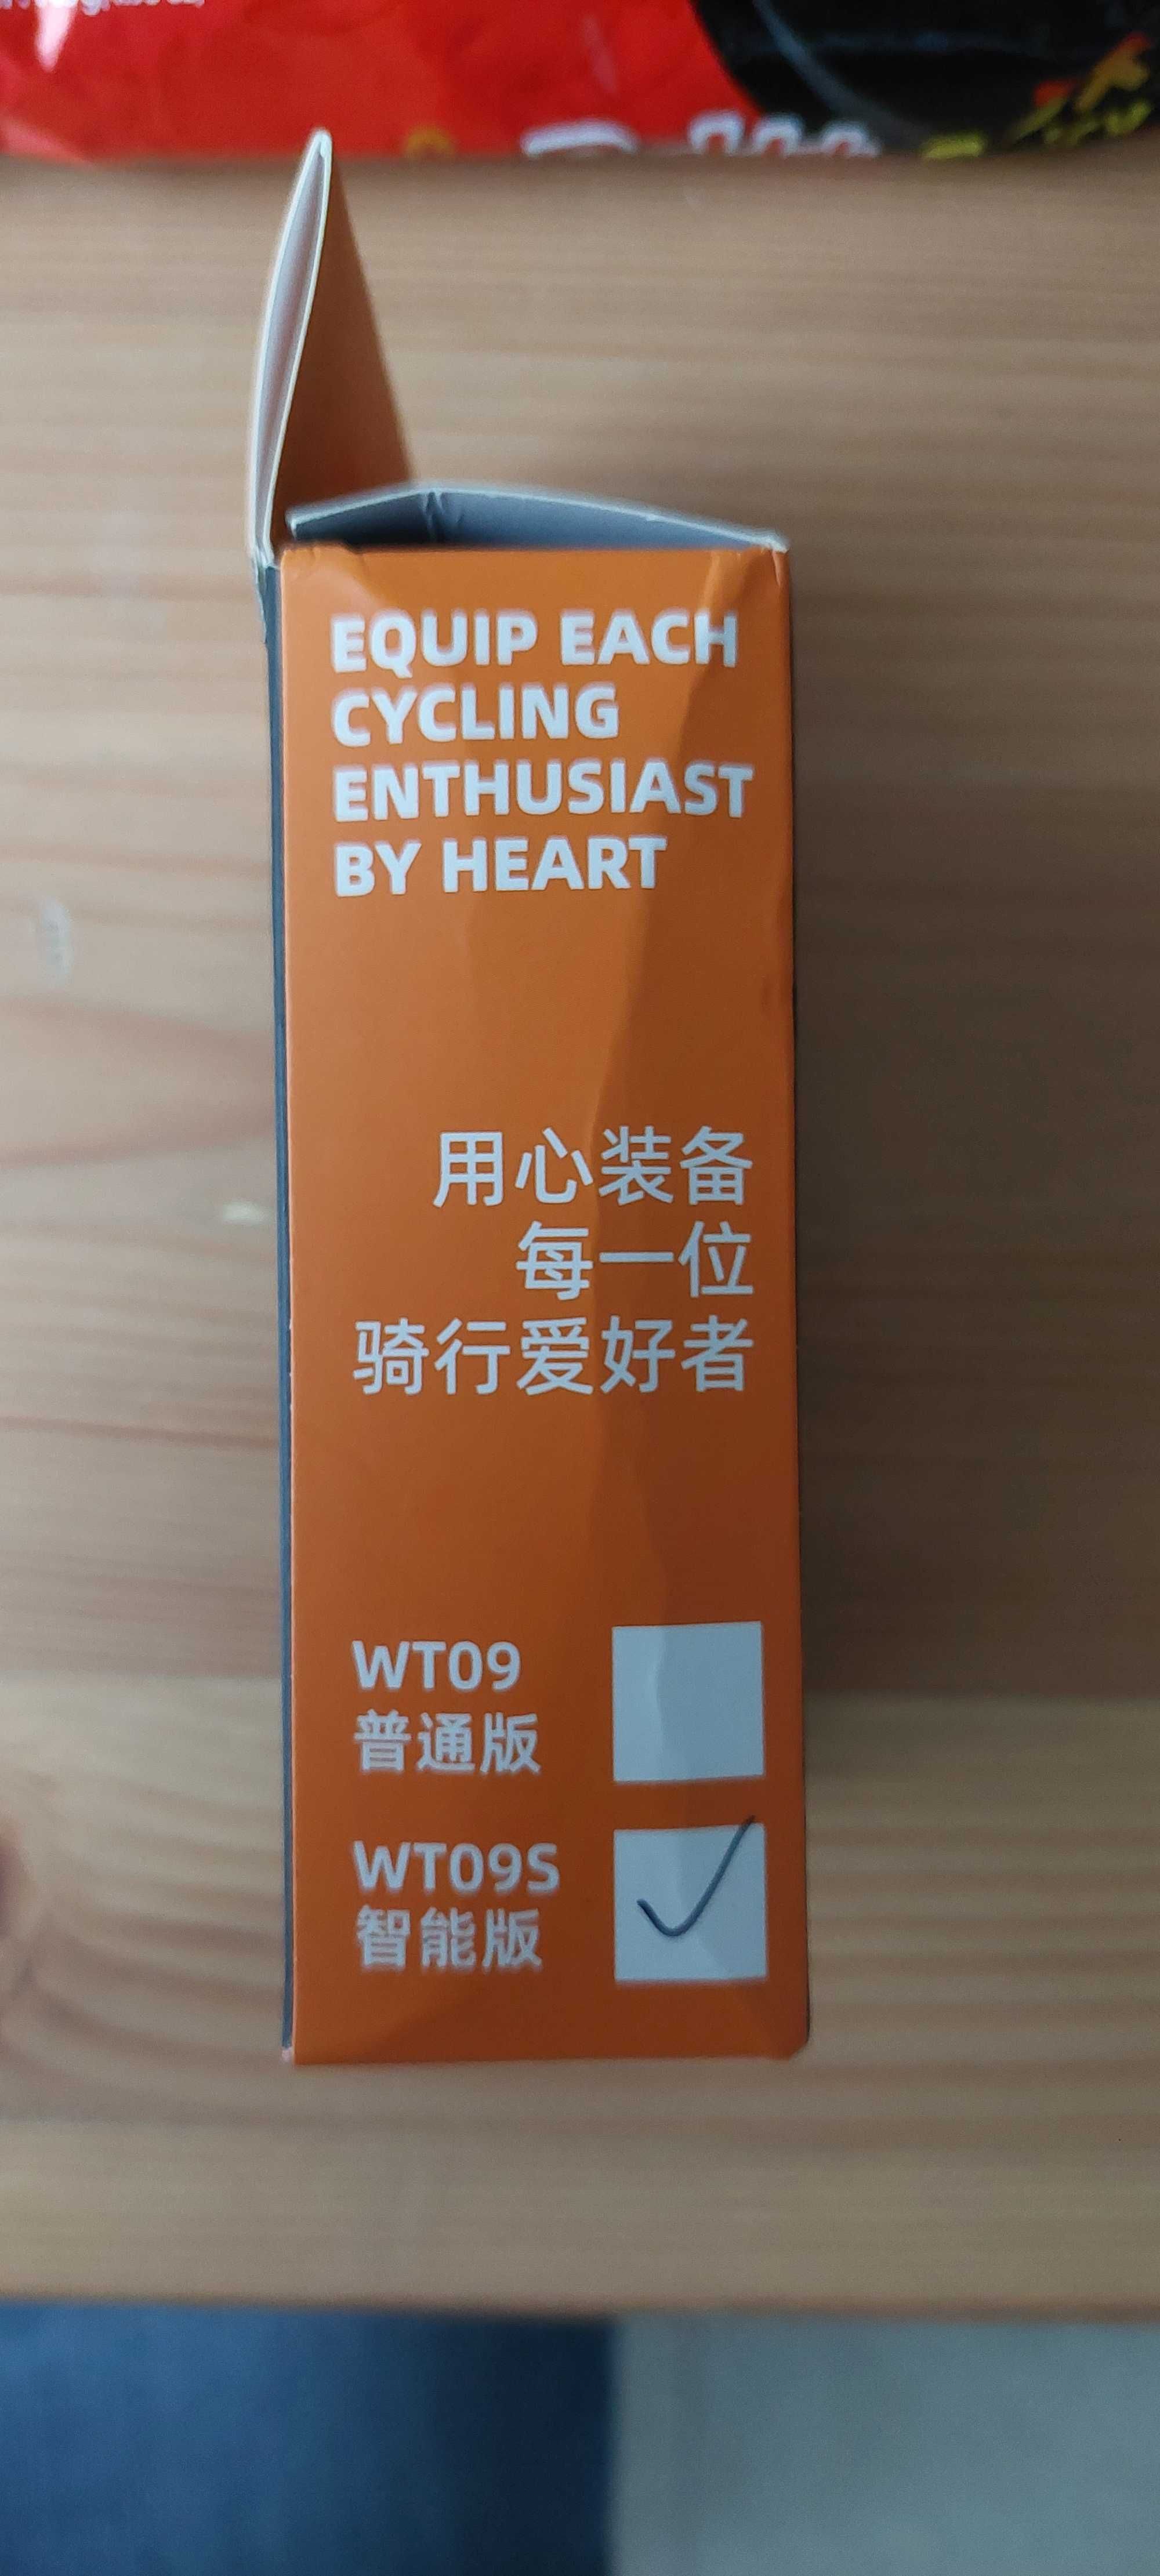 EQUIP EACH
CYCLING
ENTHUSIAST
BY HEART
用心装备
每一位
骑行爱好者
WT09
普通版
WT09S
智能版